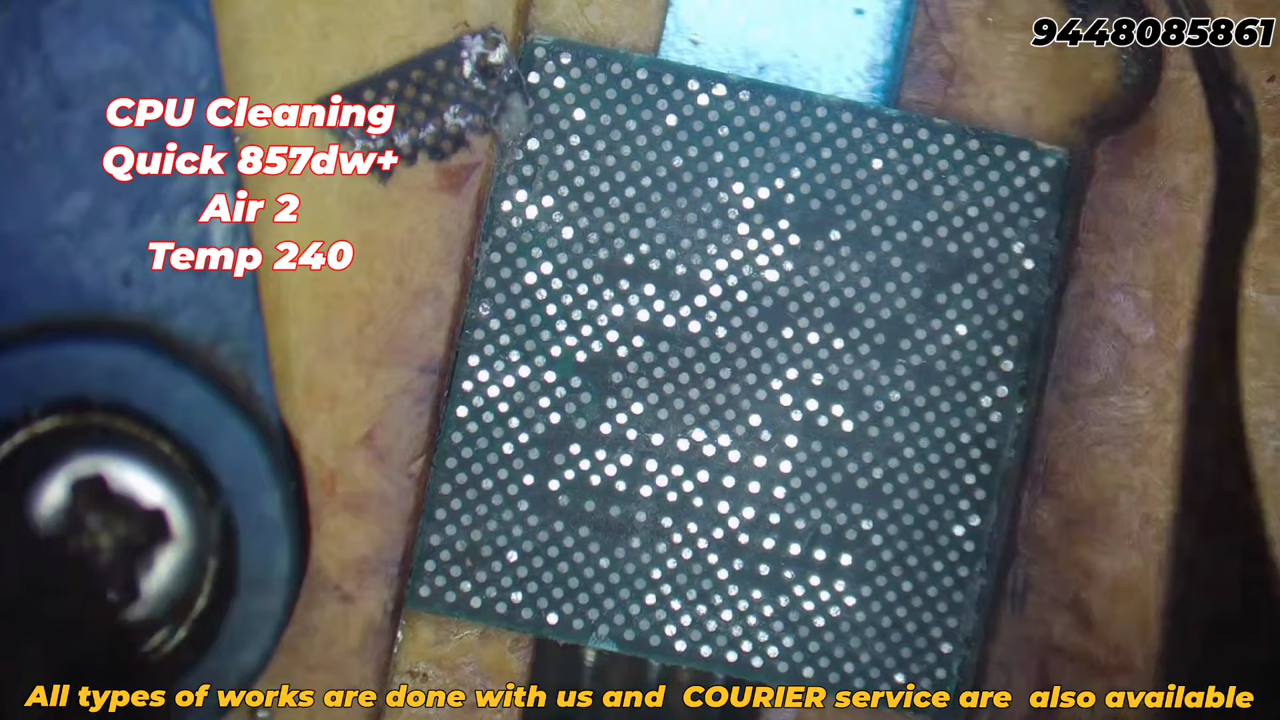 9448085861
CPU Cleaning
Quick 857dw+
Air 2
Temp 240
All types of works are done with us and COURIER service are also available